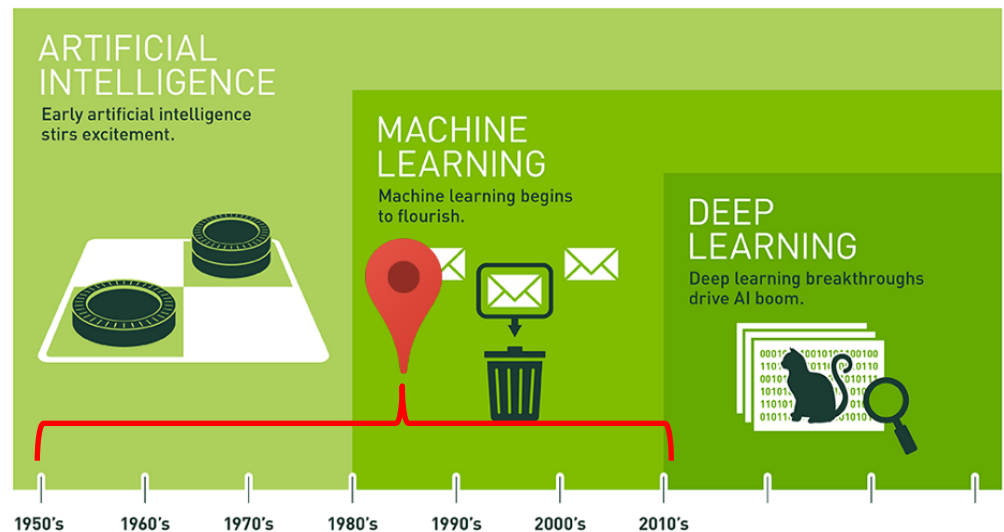 ARTIFICIAL
INTELLIGENCE
Early artificial intelligence
stirs excitement.
MACHINE
LEARNING
Machine learning begins
to flourish.
DEEP
LEARNING
Deep learning breakthroughs
drive AI boom.
1950's 1960's 1970's 1980's 1990's 2000's 2010's